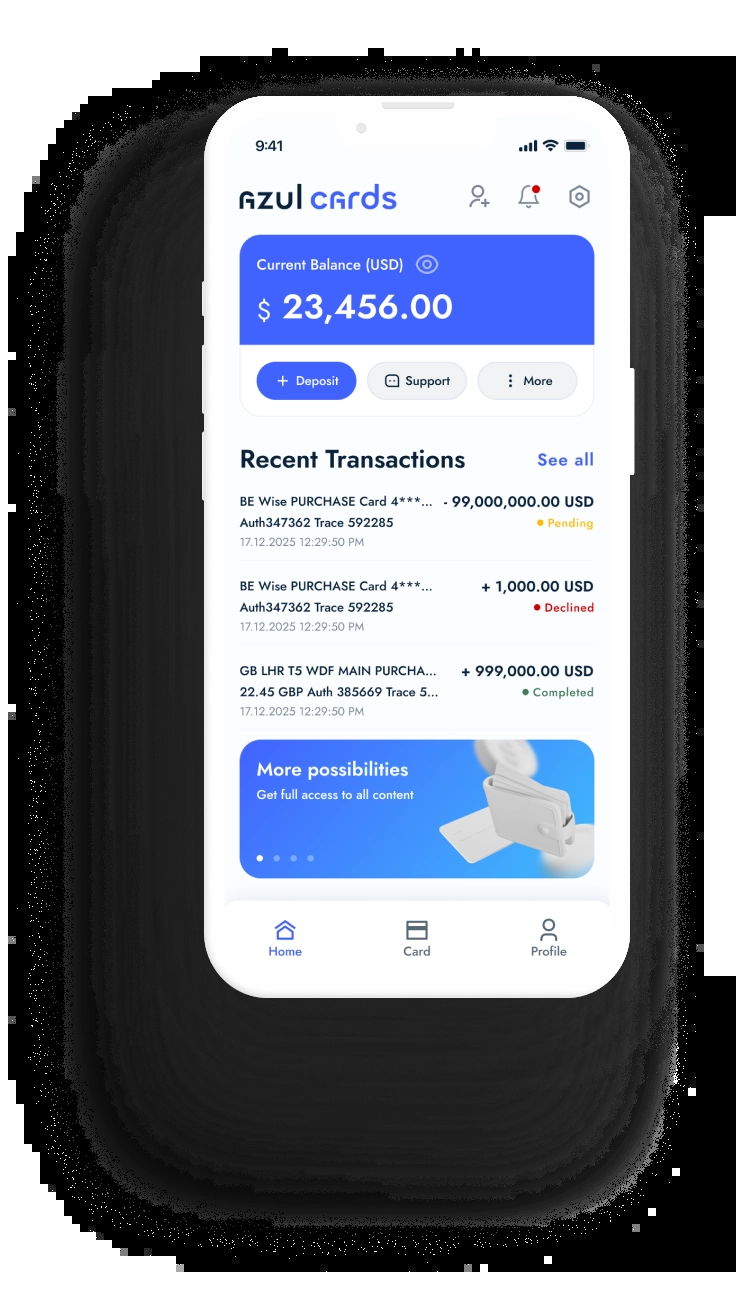 9:41
azul cards
Current Balance (USD)
$ 23,456.00
+ Deposit
Support
More
Recent Transactions See all
BE Wise PURCHASE Card 4***... - 99,000,000.00 USD
Auth347362 Trace 592285 Pending
17.12.2025 12:29:50 PM
BE Wise PURCHASE Card 4***... + 1,000.00 USD
Auth347362 Trace 592285 Declined
17.12.2025 12:29:50 PM
GB LHR T5 WDF MAIN PURCHA... + 999,000.00 USD
22.45 GBP Auth 385669 Trace 5... Completed
17.12.2025 12:29:50 PM
More possibilities
Get full access to all content
Home
Card
Profile